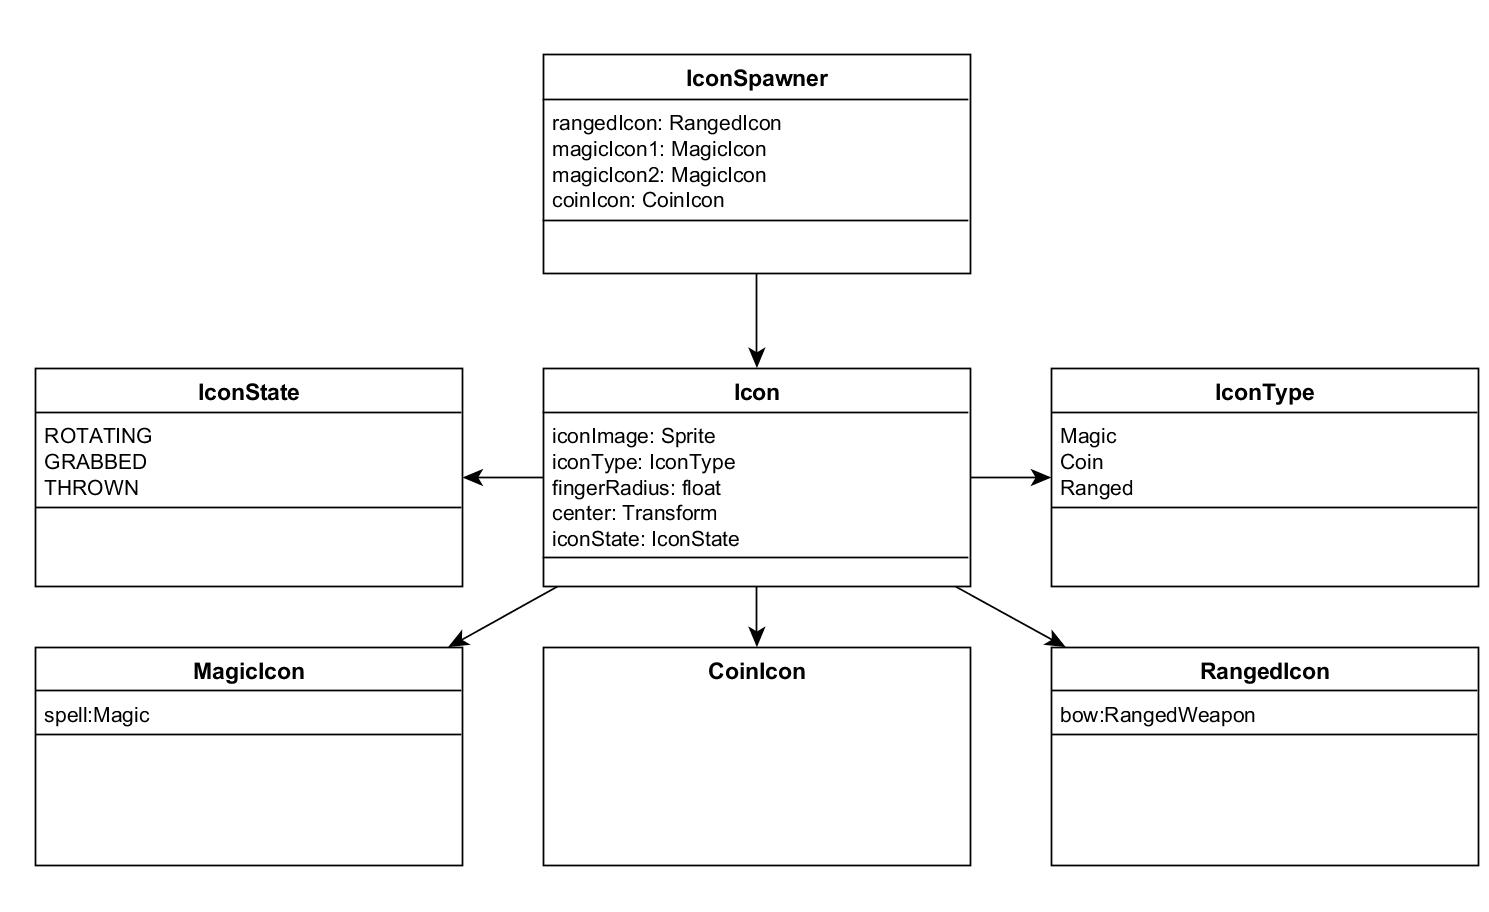 IconSpawner
rangedIcon: RangedIcon
magicIcon1: MagicIcon
magicIcon2: MagicIcon
coinIcon: CoinIcon
IconState
ROTATING
GRABBED
THROWN
Icon
iconImage: Sprite
iconType: IconType
fingerRadius: float
center: Transform
iconState: IconState
IconType
Magic
Coin
Ranged
MagicIcon
spell:Magic
CoinIcon
RangedIcon
bow:RangedWeapon